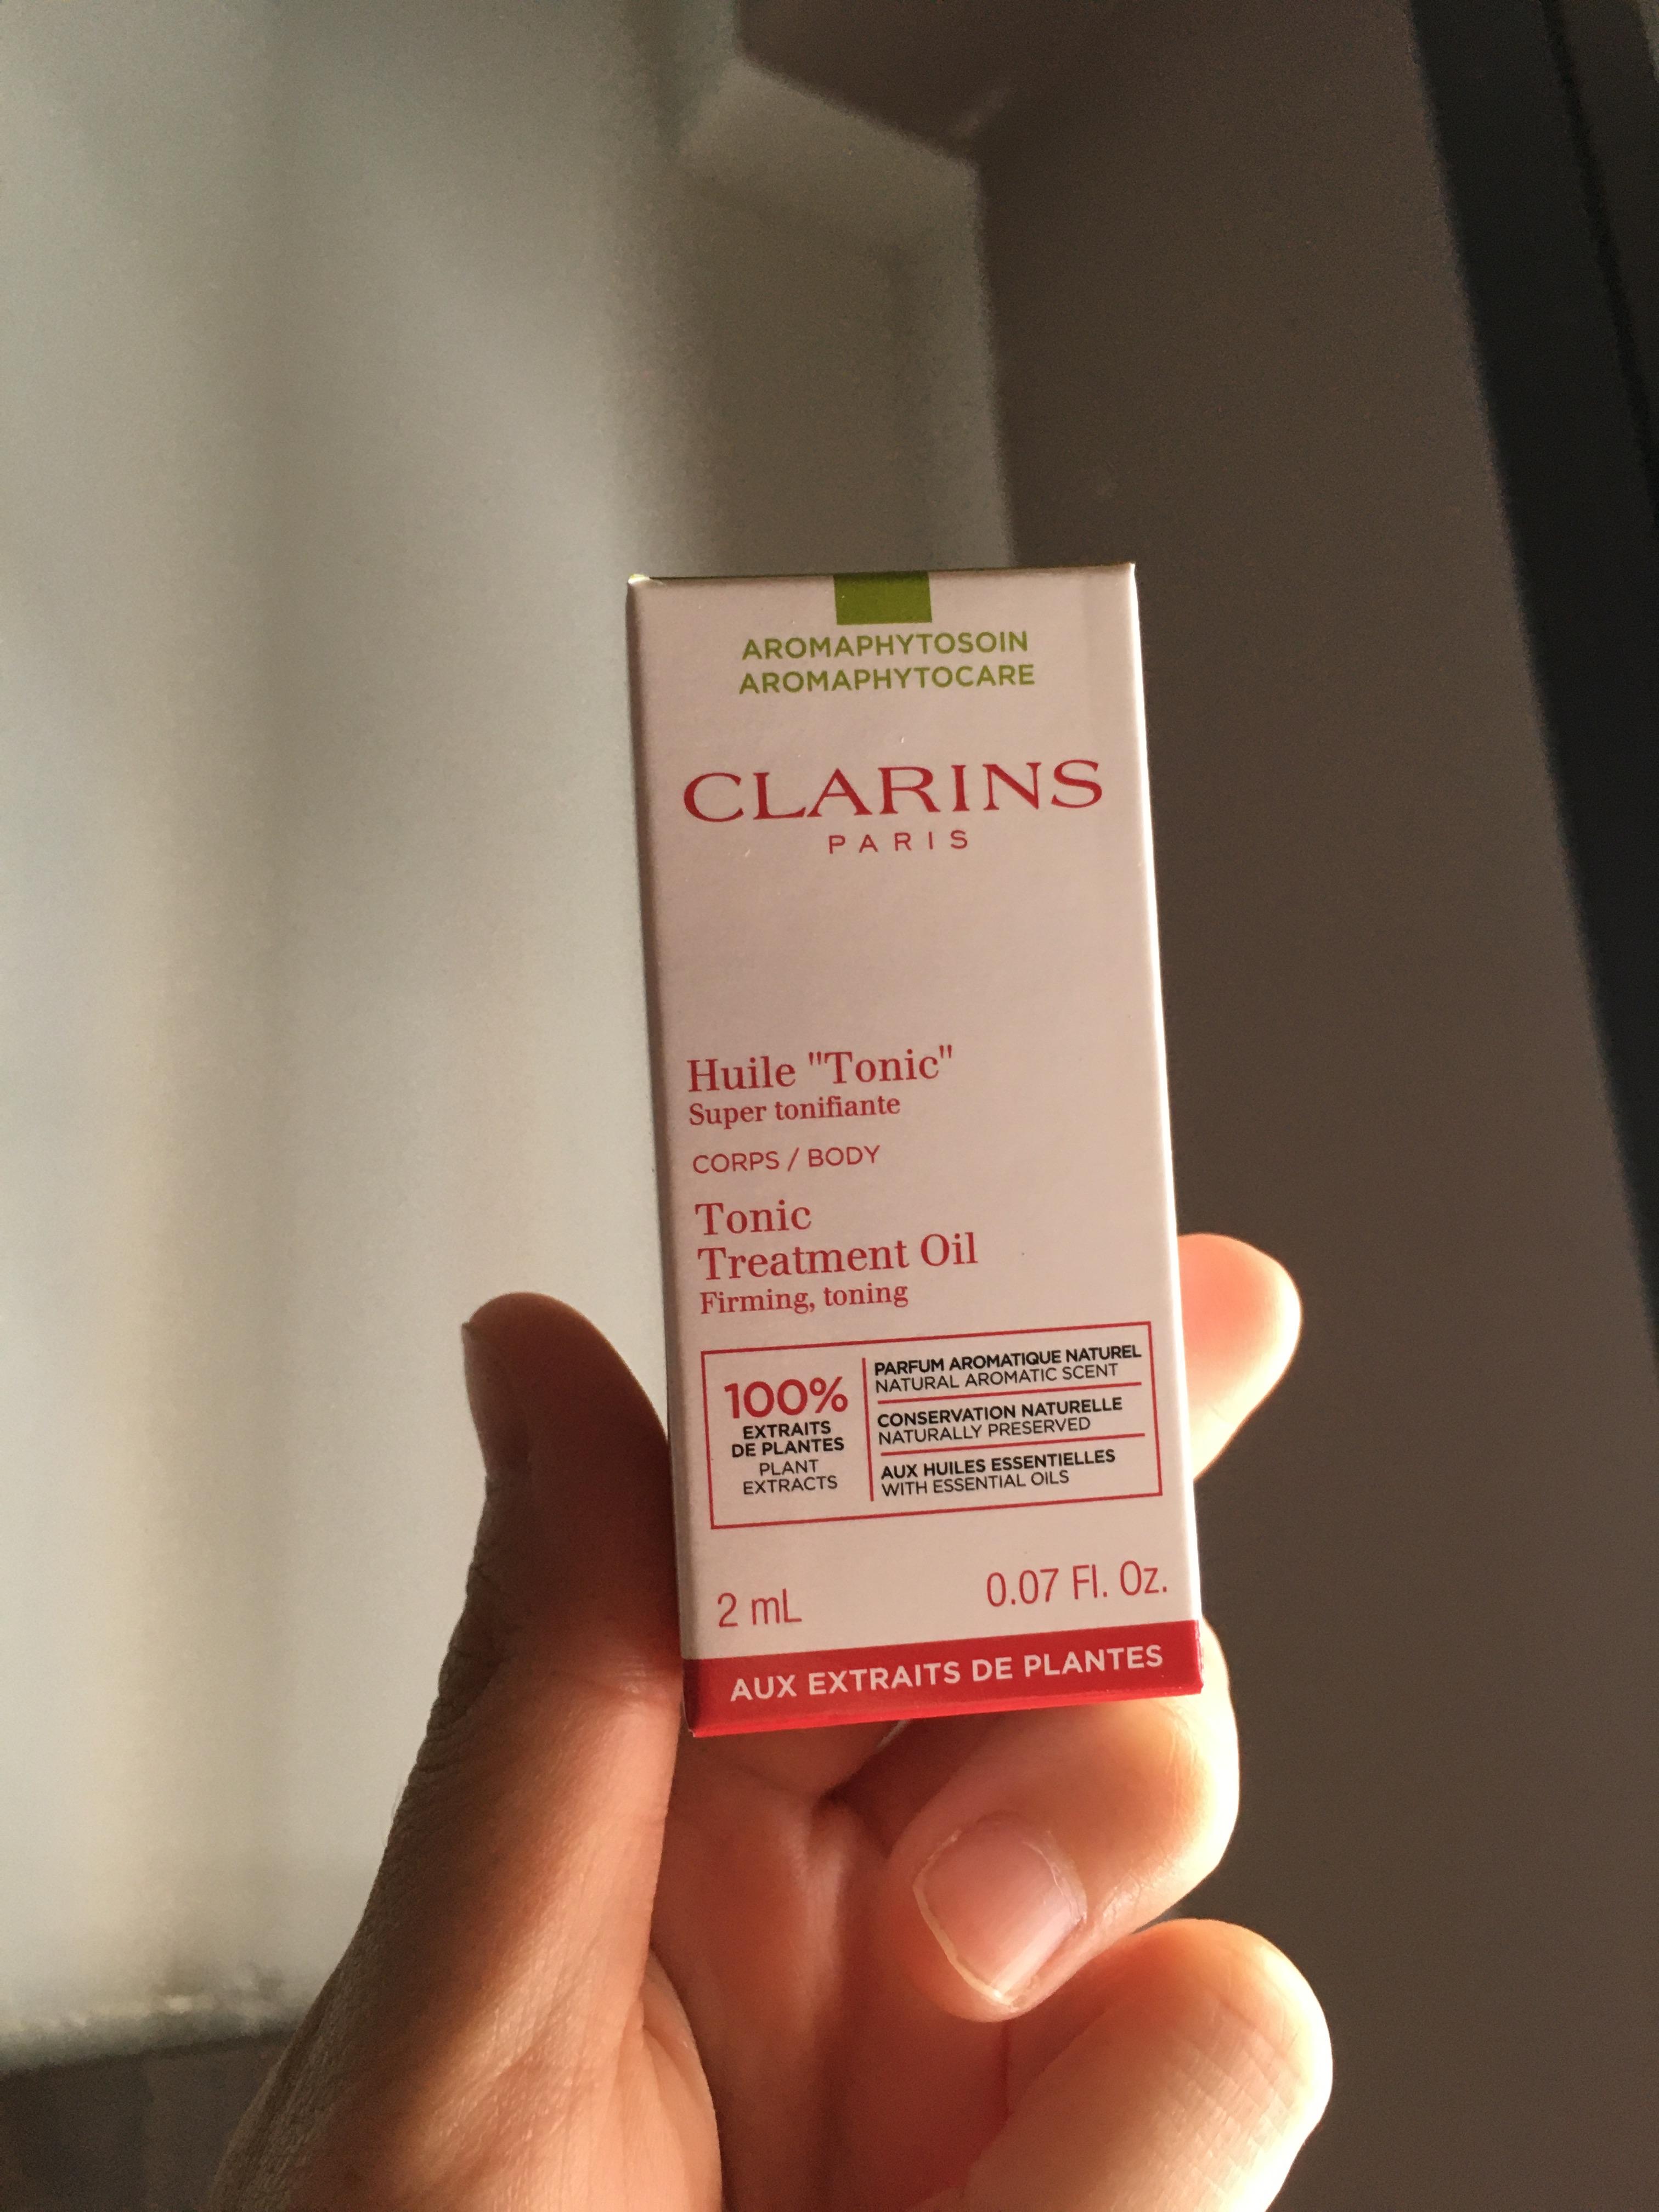 AROMAPHYTOSOIN
AROMAPHYTOCARE
CLARINS
PARIS
Huile "Tonic"
Super tonifiante
CORPS / BODY
Tonic
Treatment Oil
Firming, toning
100%
EXTRAITS
DE PLANTES
PLANT
EXTRACTS
PARFUM AROMATIQUE NATUREL
NATURAL AROMATIC SCENT
CONSERVATION NATURELLE
NATURALLY PRESERVED
AUX HUILES ESSENTIELLES
WITH ESSENTIAL OILS
2 mL 0.07 Fl. Oz.
AUX EXTRAITS DE PLANTES